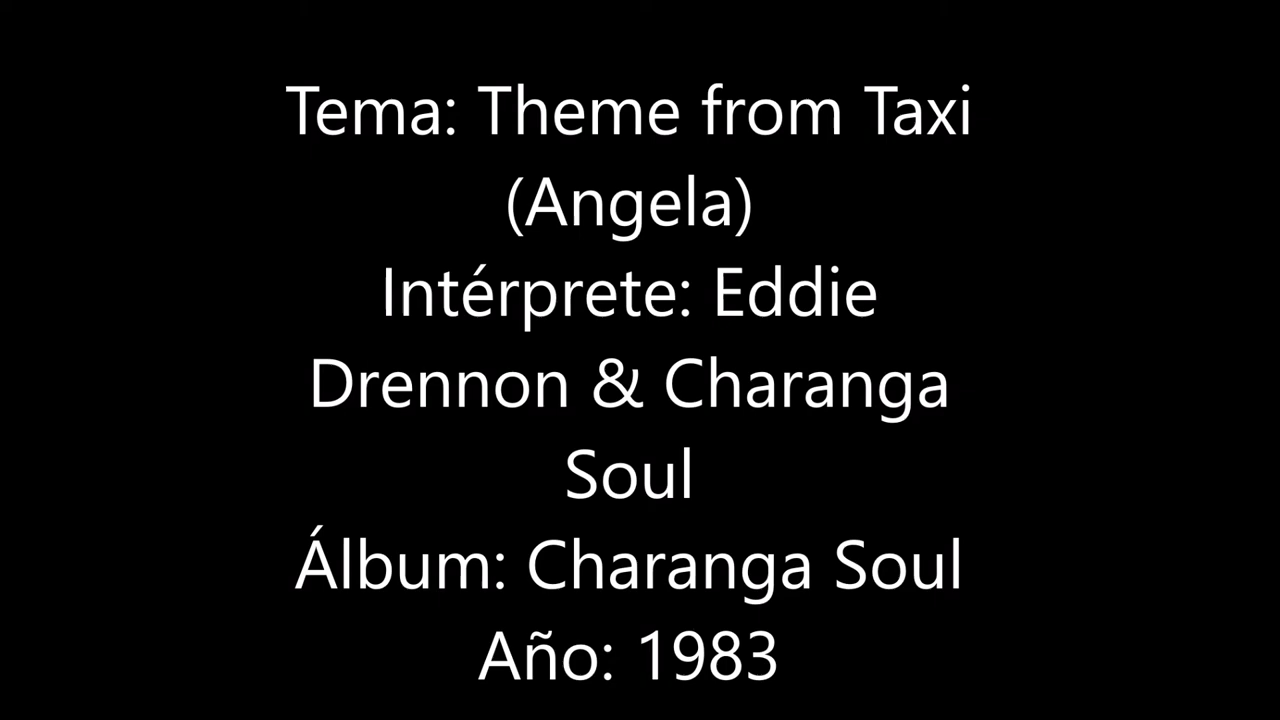 Tema: Theme from Taxi
(Angela)
Intérprete: Eddie
Drennon & Charanga
Soul
Álbum: Charanga Soul
Año: 1983